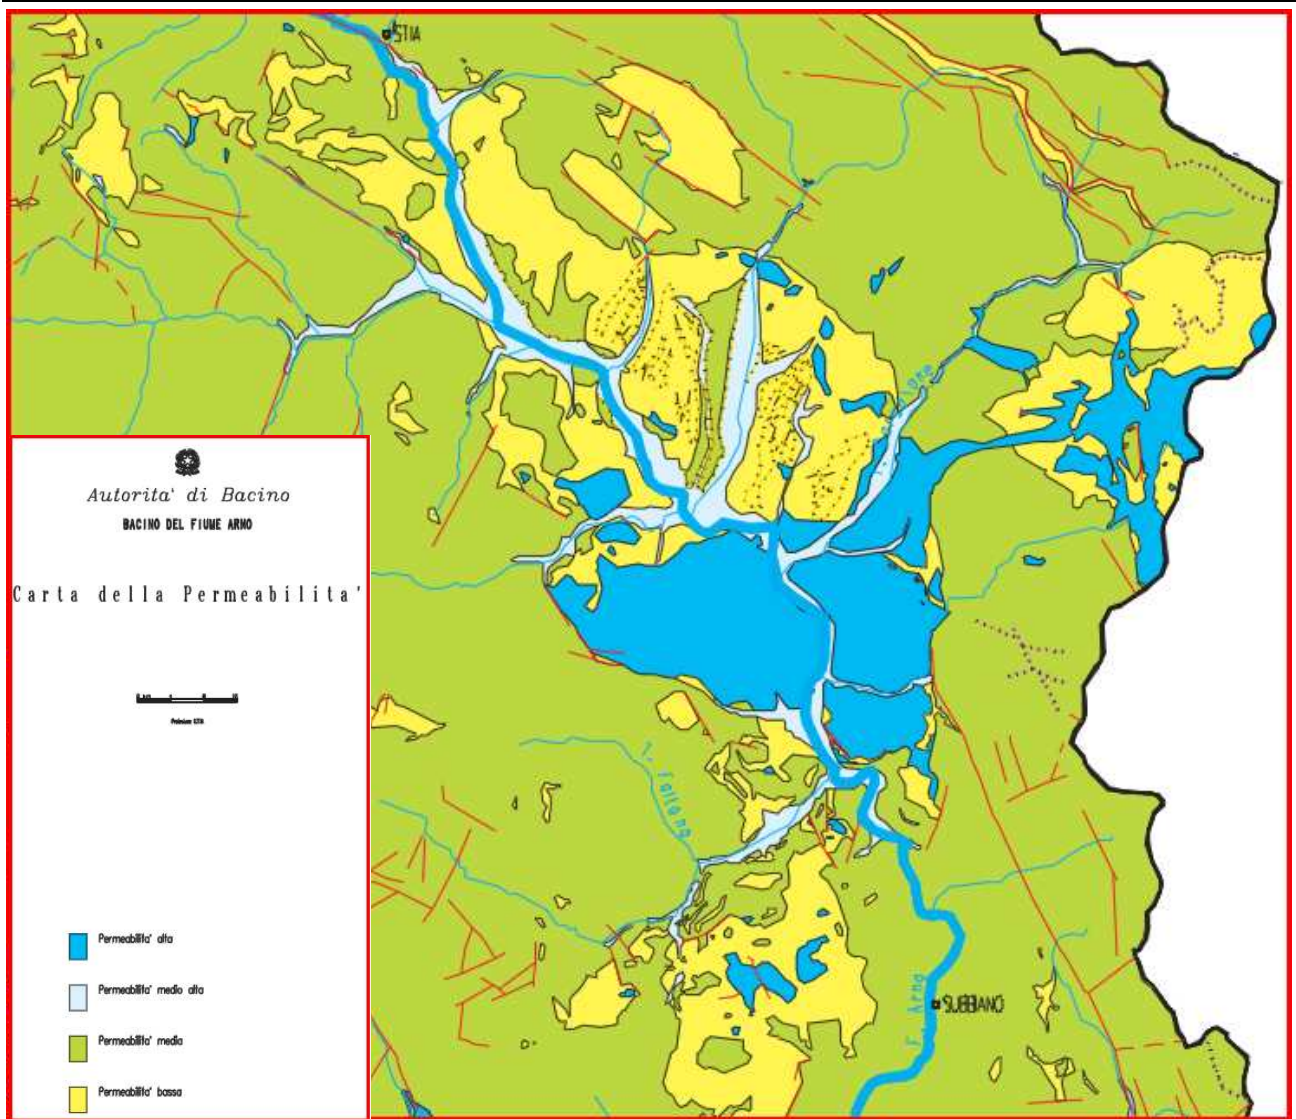 STIA
Autorita' di Bacino
BACINO DEL FIUME ARNO
Carta della Permeabilita'
T. Faltona
Permeabilita' alta
Permeabilita' medio alta
Permeabilita' media
Permeabilita' bassa
F. Arno
SUBBIANO